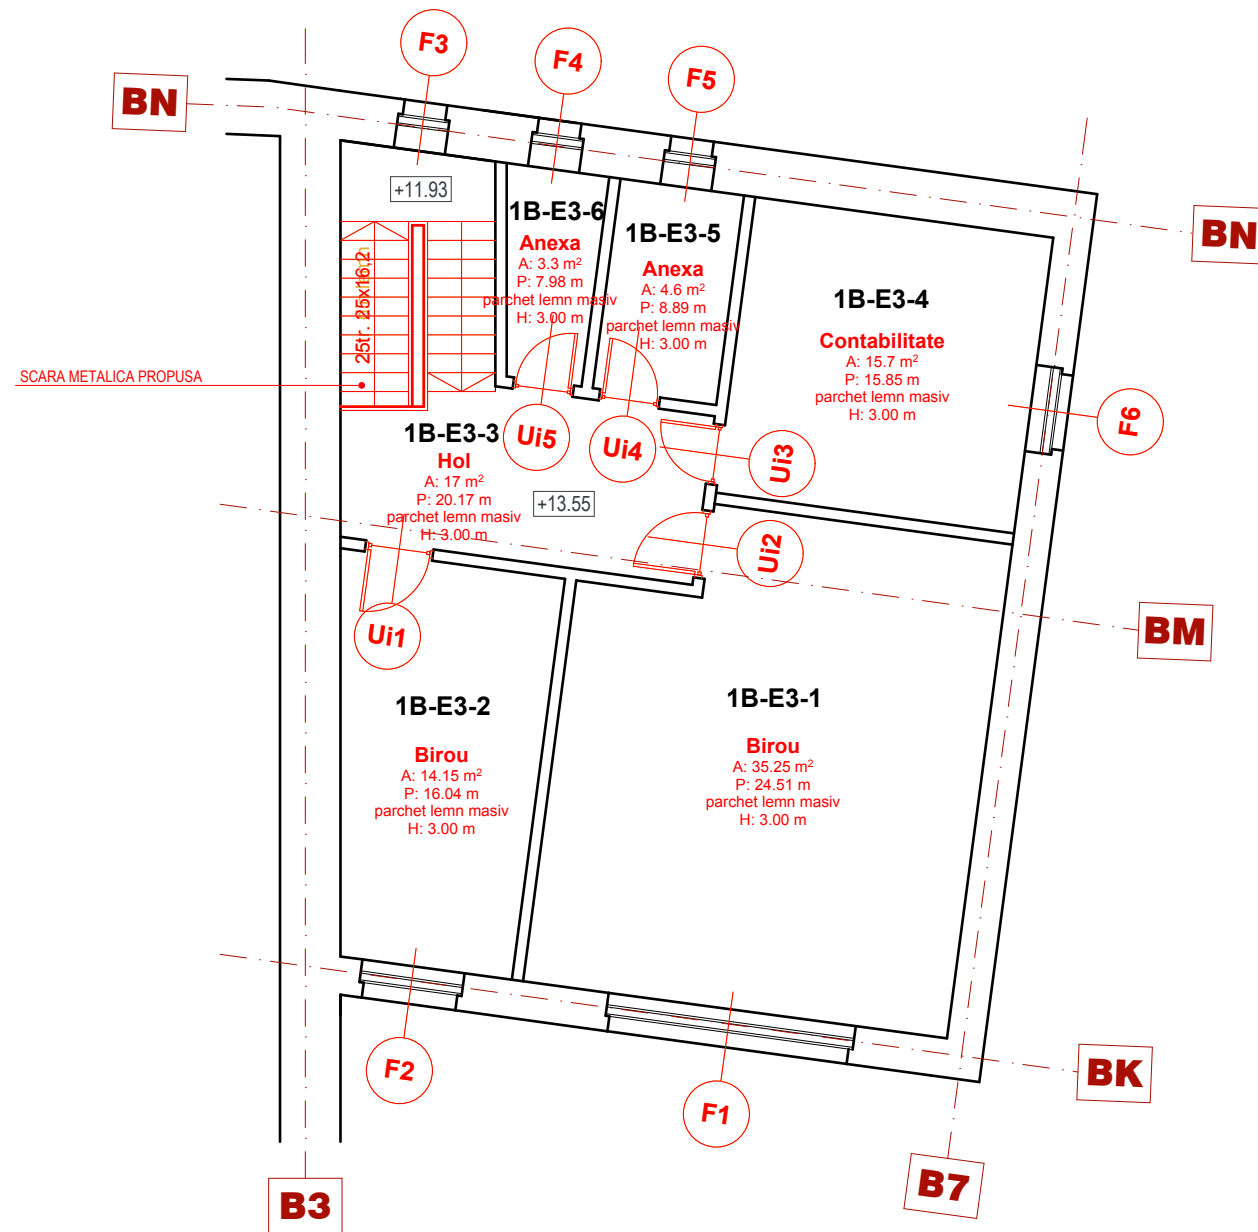 F3
F4
F5
BN
BN
+11.93
1B-E3-6
Anexa
A: 3.3 m²
P: 7.98 m
parchet lemn masiv
H: 3.00 m
1B-E3-5
Anexa
A: 4.6 m²
P: 8.89 m
parchet lemn masiv
H: 3.00 m
1B-E3-4
Contabilitate
A: 15.7 m²
P: 15.85 m
parchet lemn masiv
H: 3.00 m
25tr. 25x16,2
SCARA METALICA PROPUSA
F6
1B-E3-3
Hol
A: 17 m²
P: 20.17 m
parchet lemn masiv
H: 3.00 m
Ui5
Ui4
Ui3
+13.55
Ui2
Ui1
BM
1B-E3-2
Birou
A: 14.15 m²
P: 16.04 m
parchet lemn masiv
H: 3.00 m
1B-E3-1
Birou
A: 35.25 m²
P: 24.51 m
parchet lemn masiv
H: 3.00 m
F2
F1
BK
B7
B3